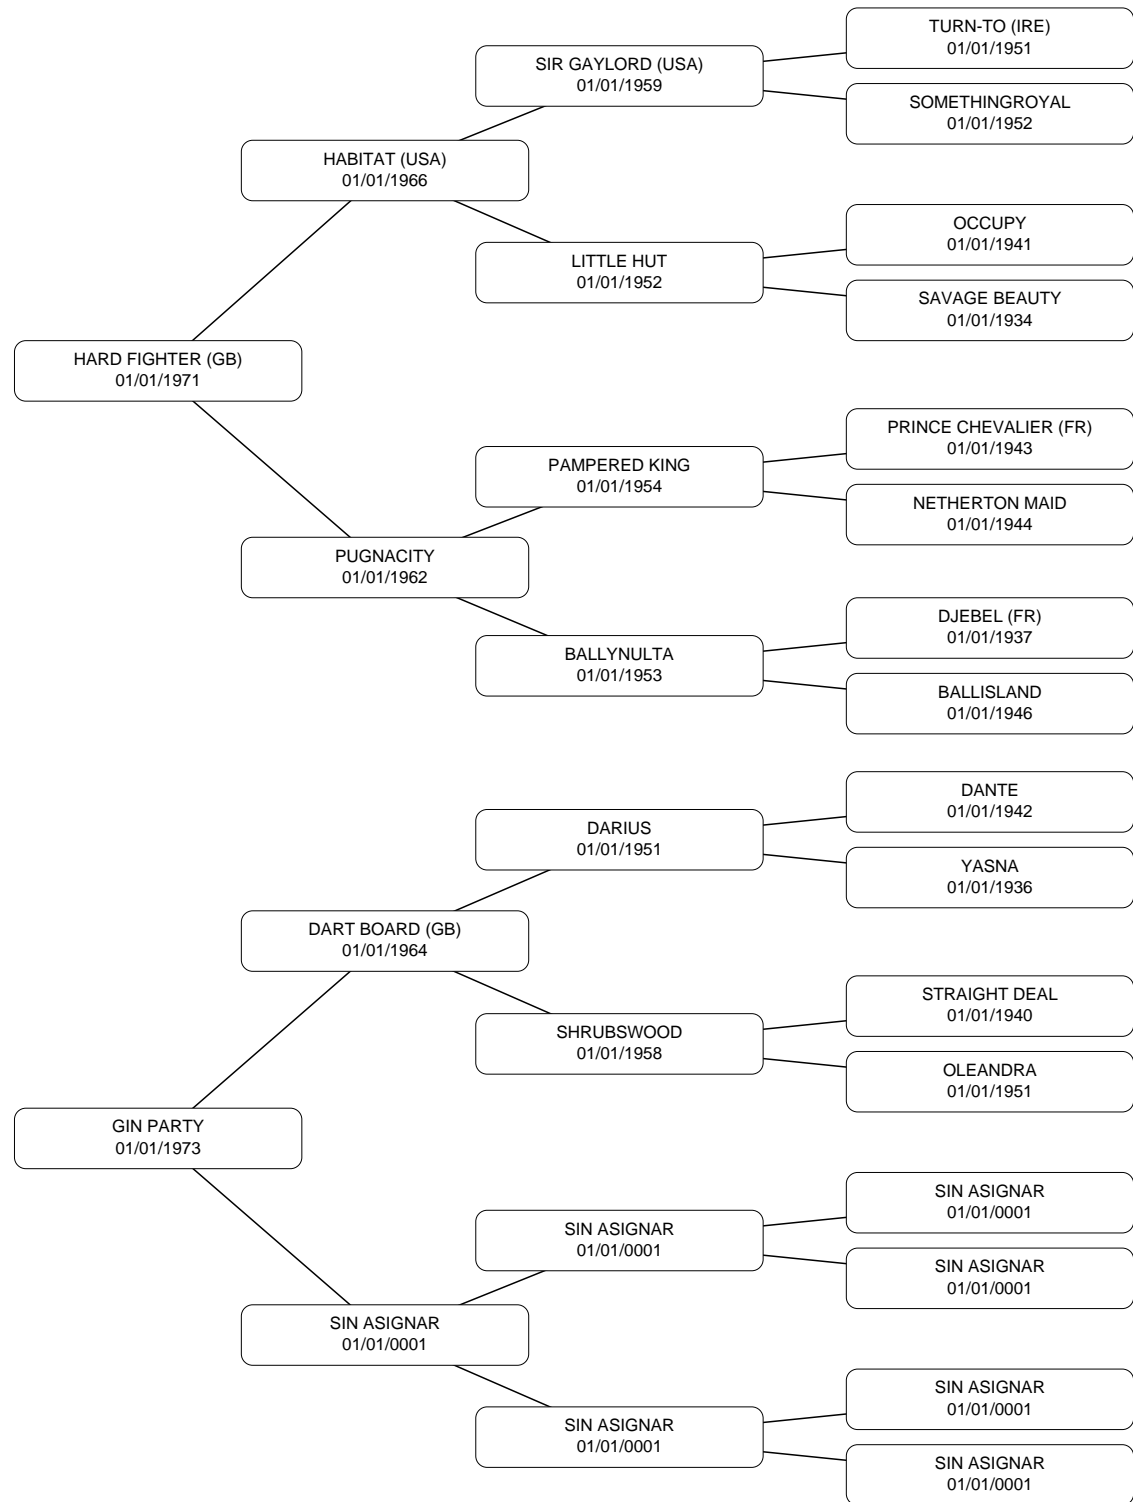 TURN-TO (IRE)
01/01/1951
SIR GAYLORD (USA)
01/01/1959
SOMETHINGROYAL
01/01/1952
HABITAT (USA)
01/01/1966
OCCUPY
01/01/1941
LITTLE HUT
01/01/1952
SAVAGE BEAUTY
01/01/1934
HARD FIGHTER (GB)
01/01/1971
PRINCE CHEVALIER (FR)
01/01/1943
PAMPERED KING
01/01/1954
NETHERTON MAID
01/01/1944
PUGNACITY
01/01/1962
DJEBEL (FR)
01/01/1937
BALLYNULTA
01/01/1953
BALLISLAND
01/01/1946
DANTE
01/01/1942
DARIUS
01/01/1951
YASNA
01/01/1936
DART BOARD (GB)
01/01/1964
STRAIGHT DEAL
01/01/1940
SHRUBSWOOD
01/01/1958
OLEANDRA
01/01/1951
GIN PARTY
01/01/1973
SIN ASIGNAR
01/01/0001
SIN ASIGNAR
01/01/0001
SIN ASIGNAR
01/01/0001
SIN ASIGNAR
01/01/0001
SIN ASIGNAR
01/01/0001
SIN ASIGNAR
01/01/0001
SIN ASIGNAR
01/01/0001